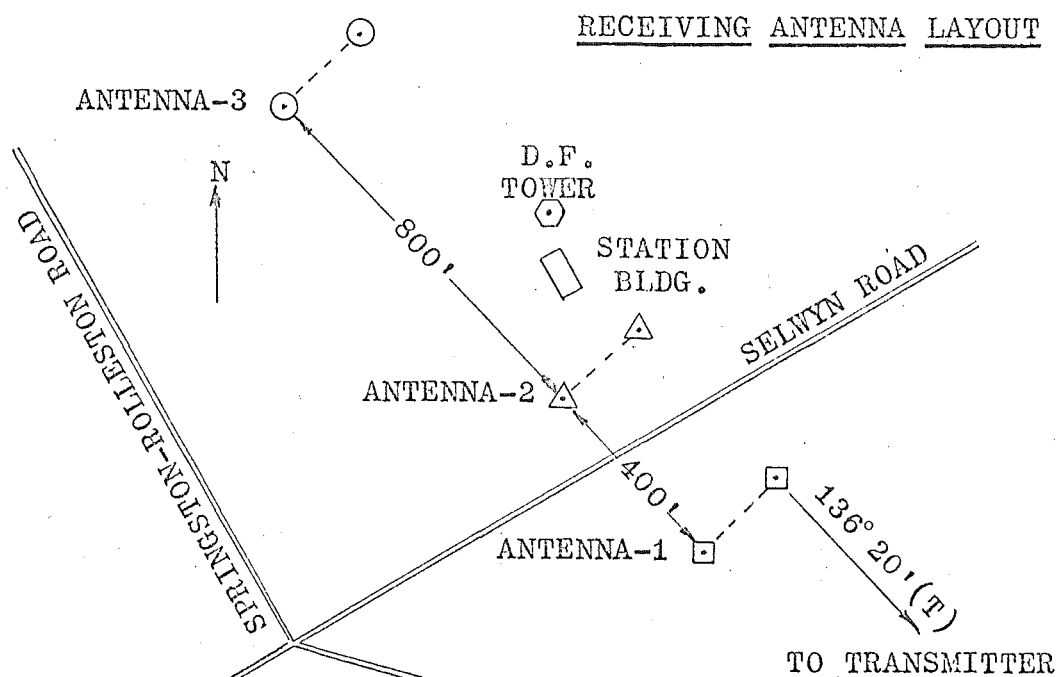 RECEIVING ANTENNA LAYOUT
ANTENNA-3
N
D.F.
TOWER
800'
STATION
BLDG.
SPRINGSTON-ROLLESTON ROAD
SELWYN ROAD
ANTENNA-2
400'
ANTENNA-1
136° 20'(T)
TO TRANSMITTER